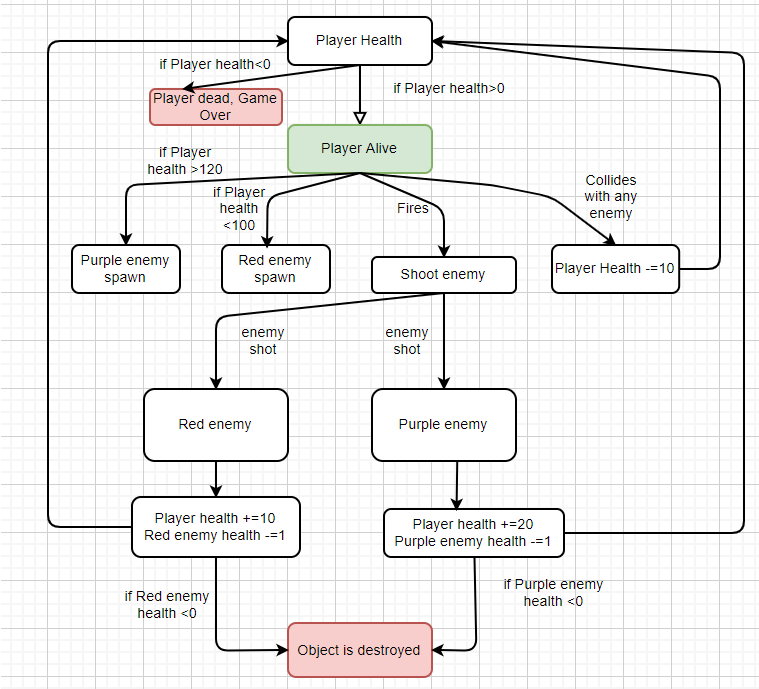 Player Health
if Player health<0
if Player health>0
Player dead, Game
Over
Player Alive
if Player
health >120
if Player
health
<100
Fires
Collides
with any
enemy
Purple enemy
spawn
Red enemy
spawn
Shoot enemy
Player Health -=10
enemy
shot
enemy
shot
Red enemy
Purple enemy
Player health +=10
Red enemy health -=1
Player health +=20
Purple enemy health -=1
if Red enemy
health <0
if Purple enemy
health <0
Object is destroyed